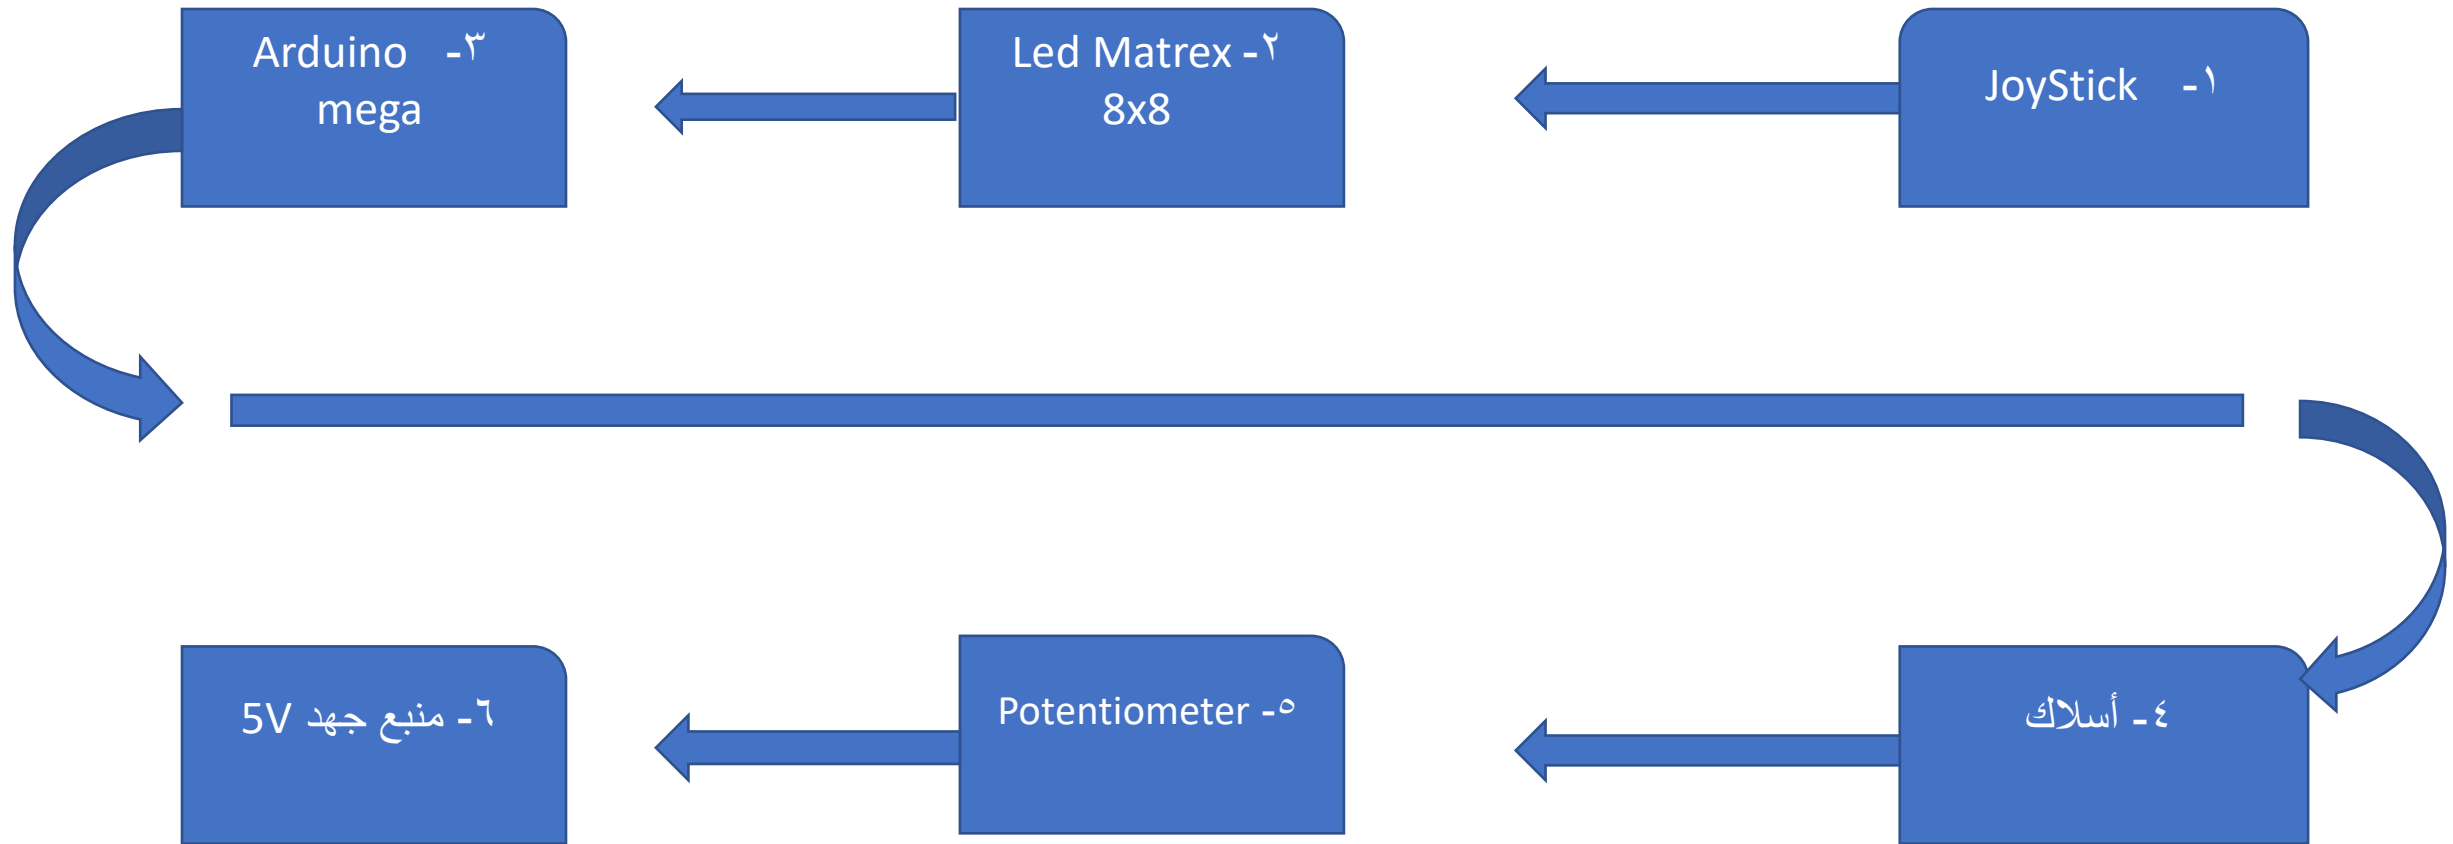 ١- JoyStick
٢- Led Matrex
8x8
٣- Arduino
mega
٤- أسلاك
٥- Potentiometer
٦- منبع جهد 5V